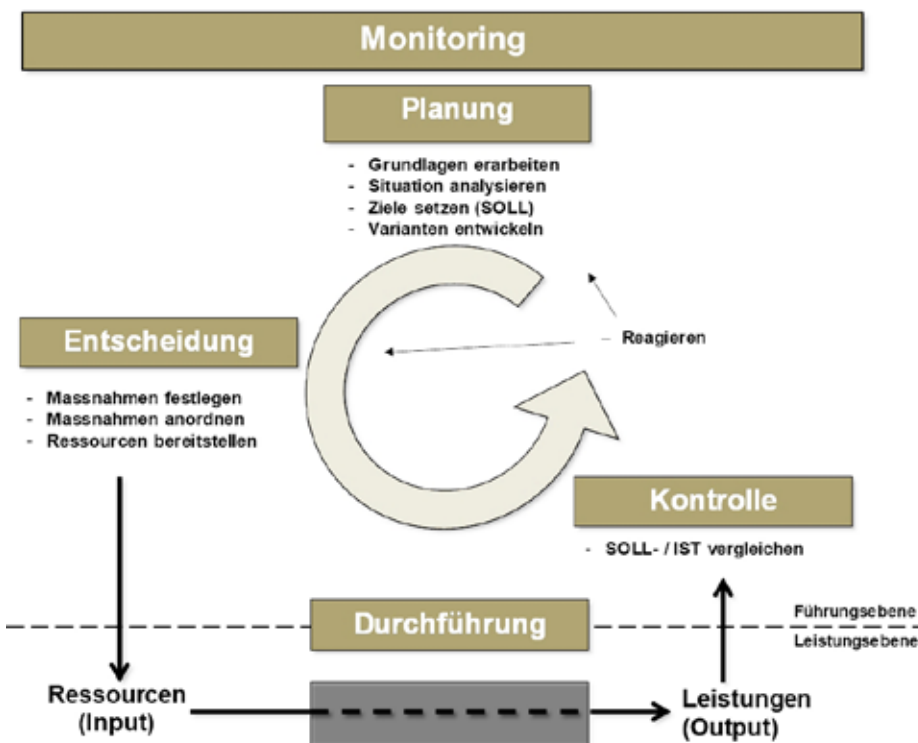 Monitoring
Planung
- Grundlagen erarbeiten
- Situation analysieren
- Ziele setzen (SOLL)
- Varianten entwickeln
Entscheidung
- Massnahmen festlegen
- Massnahmen anordnen
- Ressourcen bereitstellen
- Reagieren
Kontrolle
- SOLL- / IST vergleichen
Durchführung
Führungsebene
Leistungsebene
Ressourcen
(Input)
Leistungen
(Output)